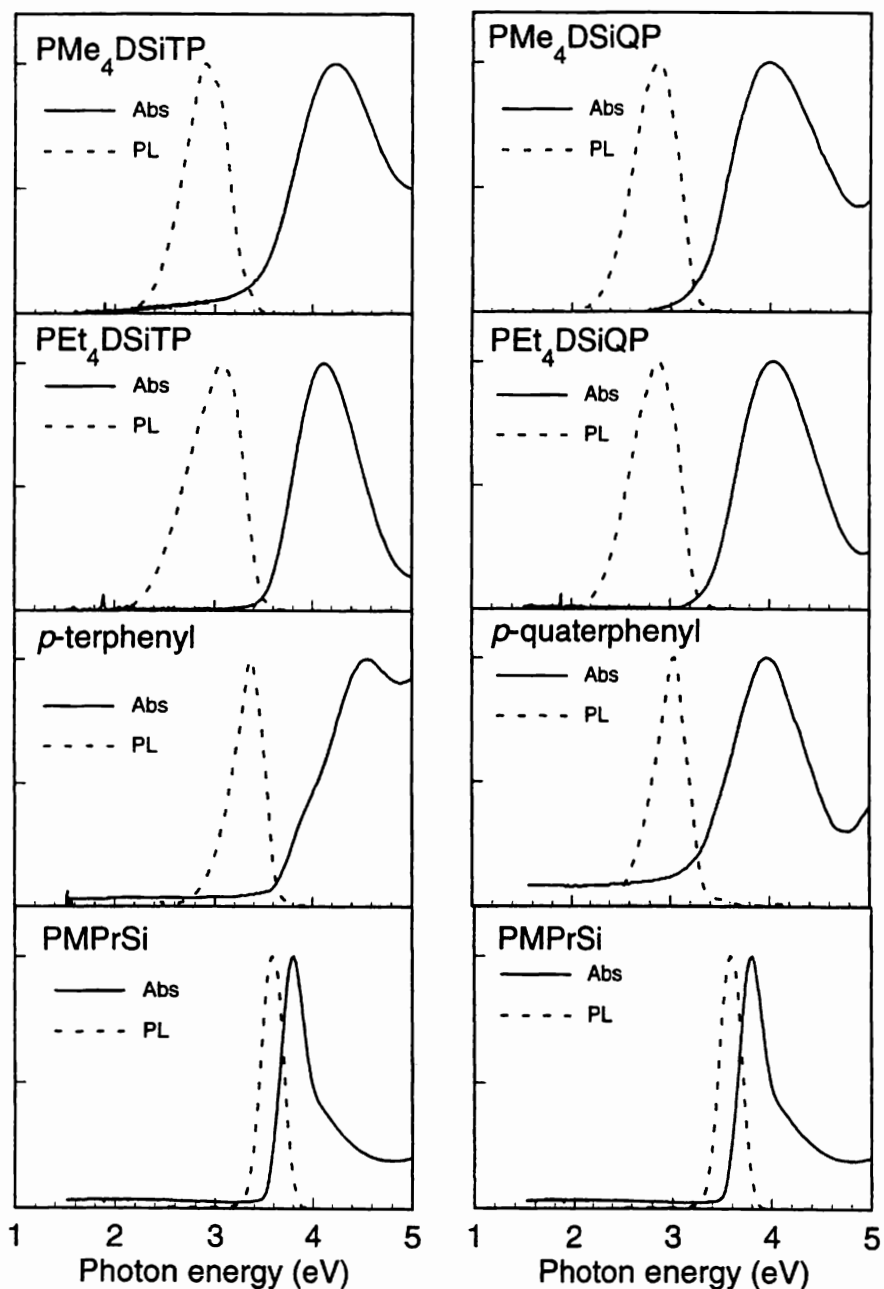 PMe4DSiTP
Abs
PL
PEt4DSiTP
Abs
PL
p-terphenyl
Abs
PL
PMPrSi
Abs
PL
1 2 3 4 5
Photon energy (eV)
PMe4DSiQP
Abs
PL
PEt4DSiQP
Abs
PL
p-quaterphenyl
Abs
PL
PMPrSi
Abs
PL
1 2 3 4 5
Photon energy (eV)